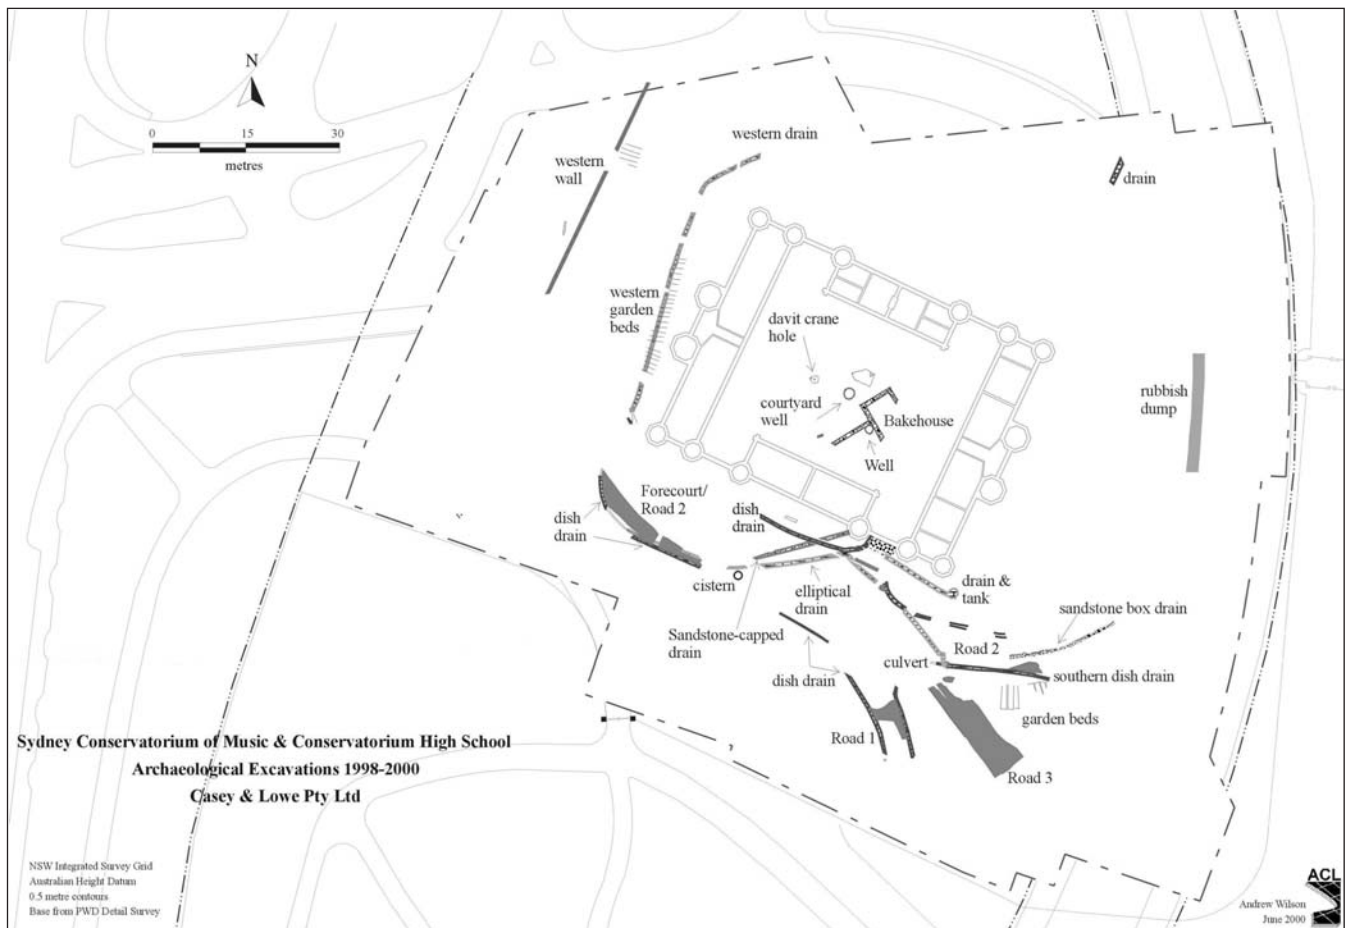 N
0 15 30
metres
western drain
western
wall
drain
western
garden
beds
davit crane
hole
courtyard
well
Bakehouse
rubbish
dump
Well
Forecourt/
Road 2
dish
drain
dish
drain
cistern
elliptical
drain
drain &
tank
sandstone box drain
Sandstone-capped
drain
Road 2
culvert
southern dish drain
dish drain
garden beds
Road 1
Road 3
Sydney Conservatorium of Music & Conservatorium High School
Archaeological Excavations 1998-2000
Casey & Lowe Pty Ltd
NSW Integrated Survey Grid
Australian Height Datum
0.5 metre contours
Base from PWD Detail Survey
ACL
Andrew Wilson
June 2000